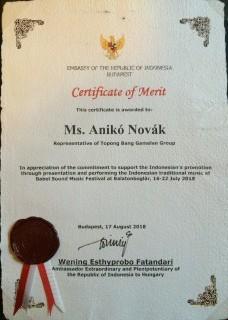 EMBASSY OF THE REPUBLIC OF INDONESIA
BUDAPEST
Certificate of Merit
This certificate is awarded to:
Ms. Anikó Novák
Representative of Topong Bang Gamelan Group
In appreciation of the commitment to support the Indonesian's promotion
through presentation and performing the Indonesian traditional music at
Babel Sound Music Festival at Balatonboglár, 16-22 July 2018
Budapest, 17 August 2018
Wening Esthyprobo Fatandari
Ambassador Extraordinary and Plenipotentiary of
the Republic of Indonesia to Hungary